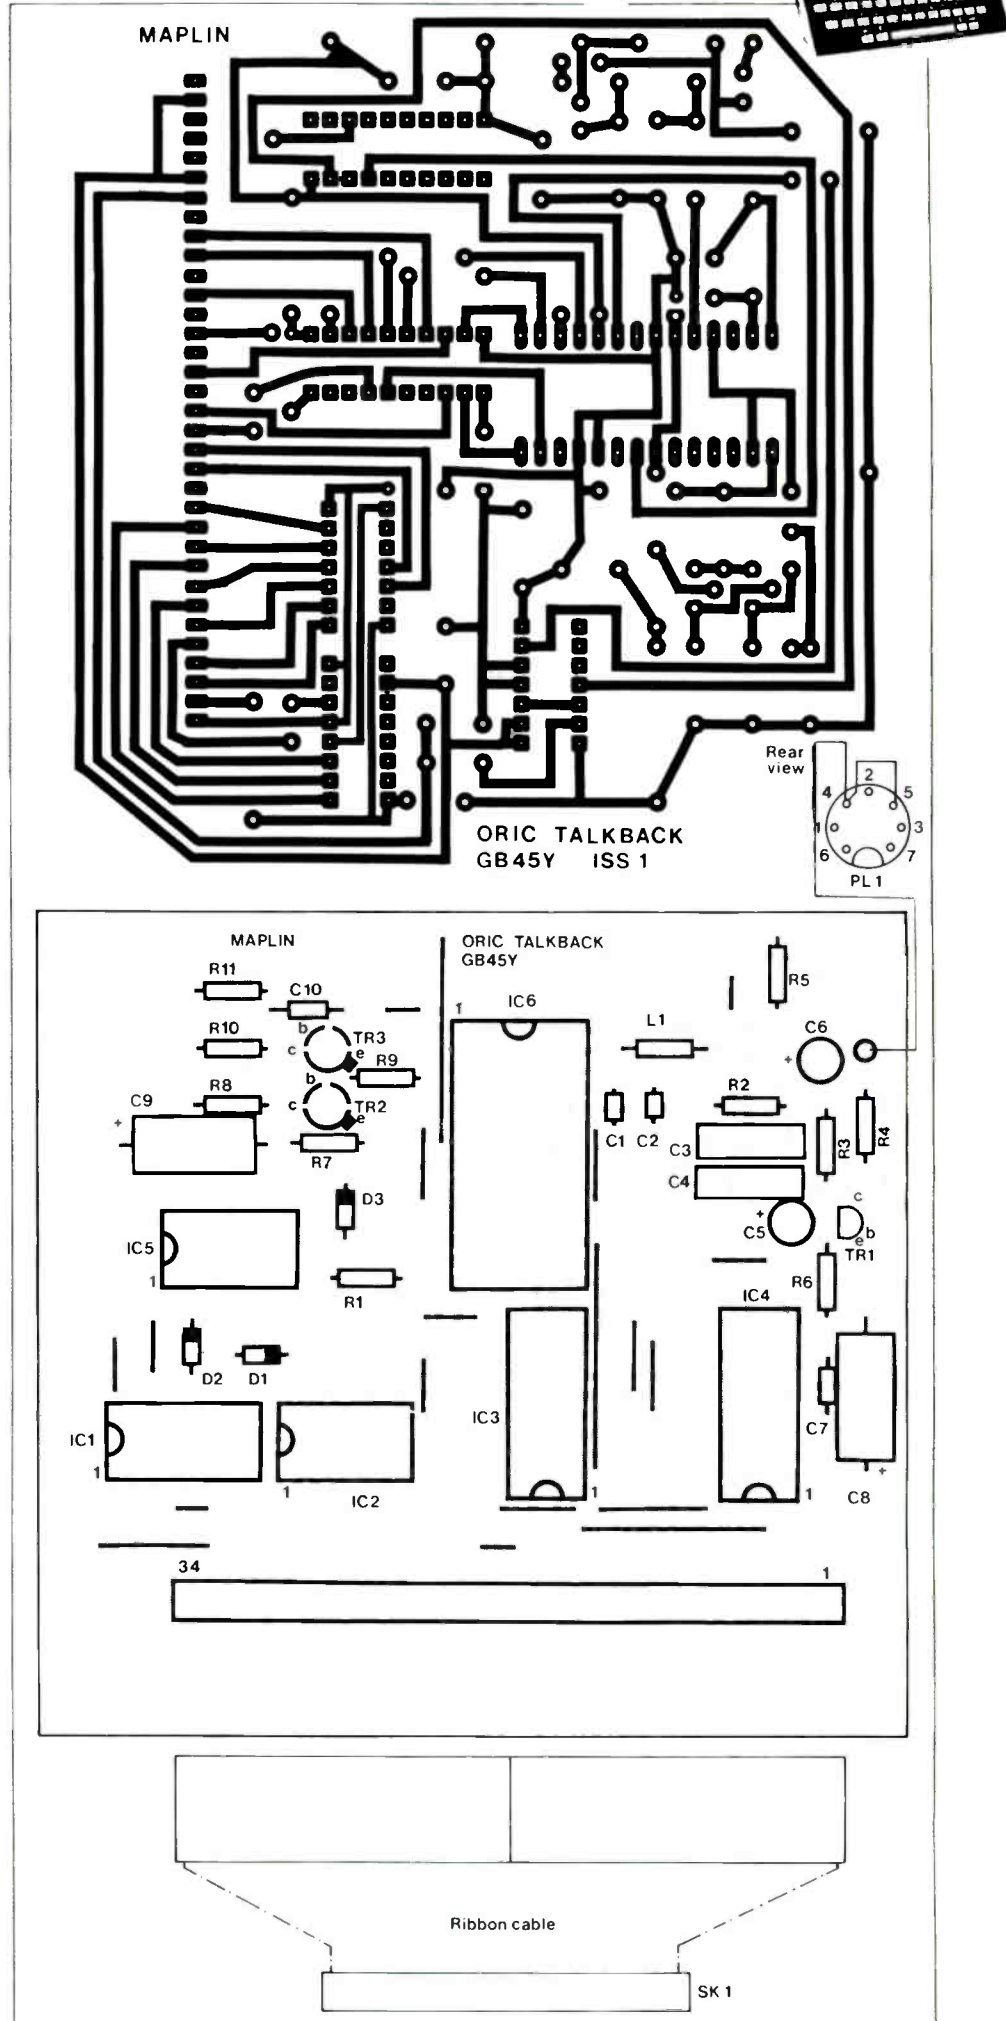 MAPLIN
ORIC TALKBACK
GB45Y ISS 1
Rear
view
2
4 5
1 3
6 7
PL1
MAPLIN
ORIC TALKBACK
GB45Y
R11
C10
R10
b
c
TR3
e
R9
R8
b
c
TR2
e
C9
+
R7
D3
IC5
1
R1
D2
D1
IC1
1
IC2
1
IC6
1
L1
R5
C6
+
R2
C1
C2
C3
C4
R3
R4
C5
+
c
b
e
TR1
R6
IC3
1
IC4
1
C7
C8
+
34
1
Ribbon cable
SK1